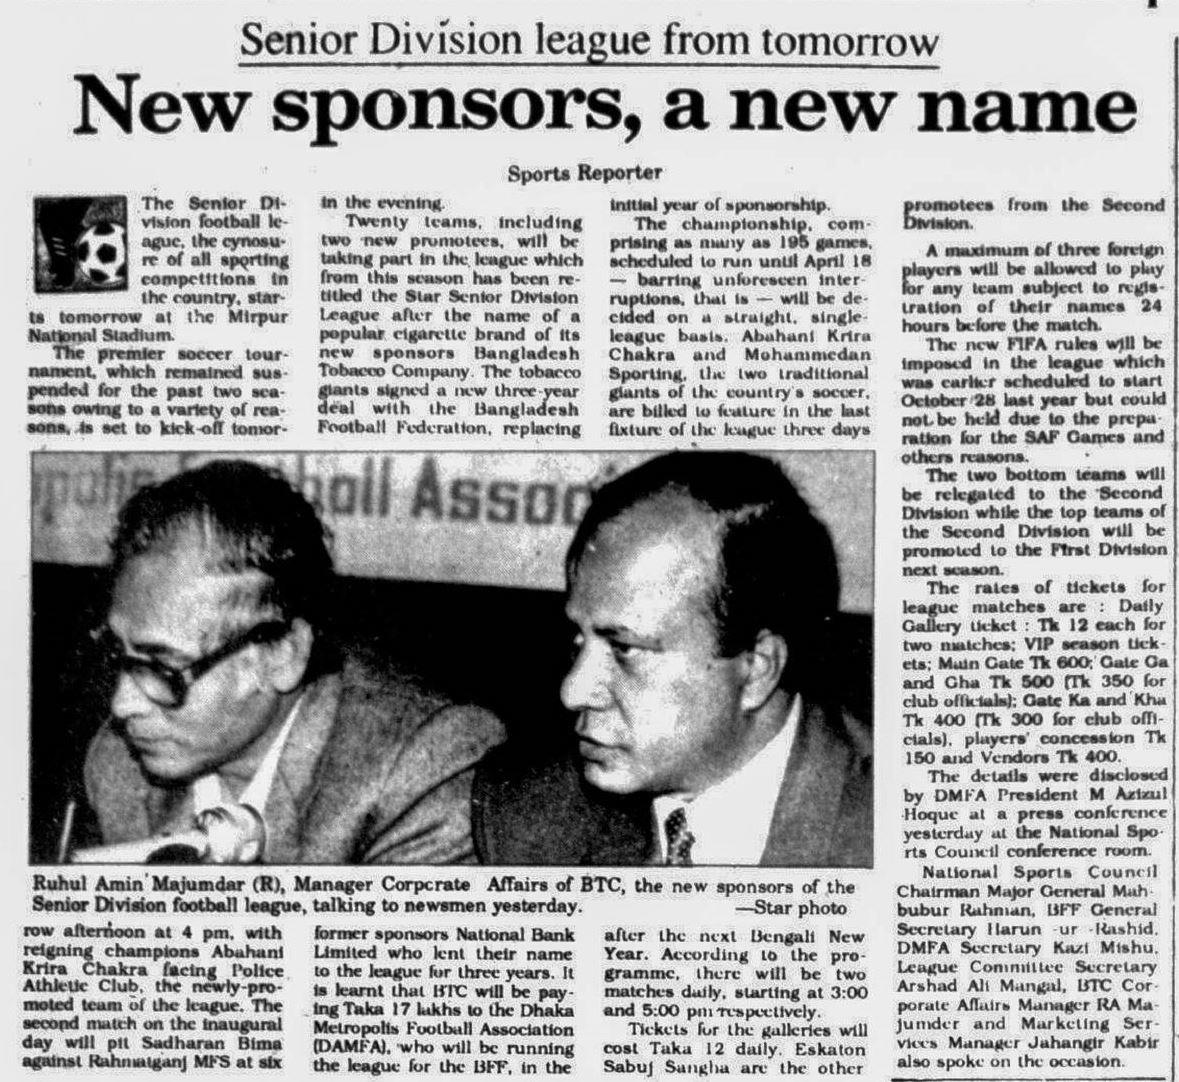 Senior Division league from tomorrow
New sponsors, a new name
Sports Reporter
The Senior Di-
vision football le-
ague, the cynosu-
re of all sporting
competitions in
the country, star-
ts tomorrow at the Mirpur
National Stadium.
The premier soccer tour-
nament, which remained sus-
pended for the past two sea-
sons owing to a variety of rea-
sons, is set to kick-off tomor-
row afternoon at 4 pm, with
reigning champions Abahani
Krira Chakra facing Police
Athletic Club, the newly-pro-
moted team of the league. The
second match on the inaugural
day will pit Sadharan Bima
against Rahmatganj MFS at six
in the evening.
Twenty teams, including
two new promotees, will be
taking part in the league which
from this season has been re-
titled the Star Senior Division
League after the name of a
popular cigarette brand of its
new sponsors Bangladesh
Tobacco Company. The tobacco
giants signed a new three-year
deal with the Bangladesh
Football Federation, replacing
former sponsors National Bank
Limited who lent their name
to the league for three years. It
is learnt that BTC will be pay-
ing Taka 17 lakhs to the Dhaka
Metropolis Football Association
(DAMFA), who will be running
the league for the BFF, in the
initial year of sponsorship.
The championship, com-
prising as many as 195 games,
scheduled to run until April 18
— barring unforeseen inter-
ruptions, that is — will be de-
cided on a straight, single-
league basis. Abahani Krira
Chakra and Mohammedan
Sporting, the two traditional
giants of the country's soccer,
are billed to feature in the last
fixture of the league three days
after the next Bengali New
Year. According to the pro-
gramme, there will be two
matches daily, starting at 3:00
and 5:00 pm respectively.
Tickets for the galleries will
cost Taka 12 daily. Eskaton
Sabuj Sangha are the other
promotees from the Second
Division.
A maximum of three foreign
players will be allowed to play
for any team subject to regis-
tration of their names 24
hours before the match.
The new FIFA rules will be
imposed in the league which
was earlier scheduled to start
October 28 last year but could
not be held due to the prepa-
ration for the SAF Games and
others reasons.
The two bottom teams will
be relegated to the Second
Division while the top teams of
the Second Division will be
promoted to the First Division
next season.
The rates of tickets for
league matches are : Daily
Gallery ticket : Tk 12 each for
two matches; VIP season tick-
ets; Main Gate Tk 600; Gate Ga
and Gha Tk 500 (Tk 350 for
club officials); Gate Ka and Kha
Tk 400 (Tk 300 for club offi-
cials), players' concession Tk
150 and Vendors Tk 400.
The details were disclosed
by DMFA President M Azizul
Hoque at a press conference
yesterday at the National Spo-
rts Council conference room.
National Sports Council
Chairman Major General Mah-
bubur Rahman, BFF General
Secretary Harun -ur -Rashid,
DMFA Secretary Kazi Mishu,
League Committee Secretary
Arshad Ali Mangal, BTC Cor-
porate Affairs Manager RA Ma-
jumder and Marketing Ser-
vices Manager Jahangir Kabir
also spoke on the occasion.
ball Assoc
Ruhul Amin Majumdar (R), Manager Corpcrate Affairs of BTC, the new sponsors of the
Senior Division football league, talking to newsmen yesterday. —Star photo